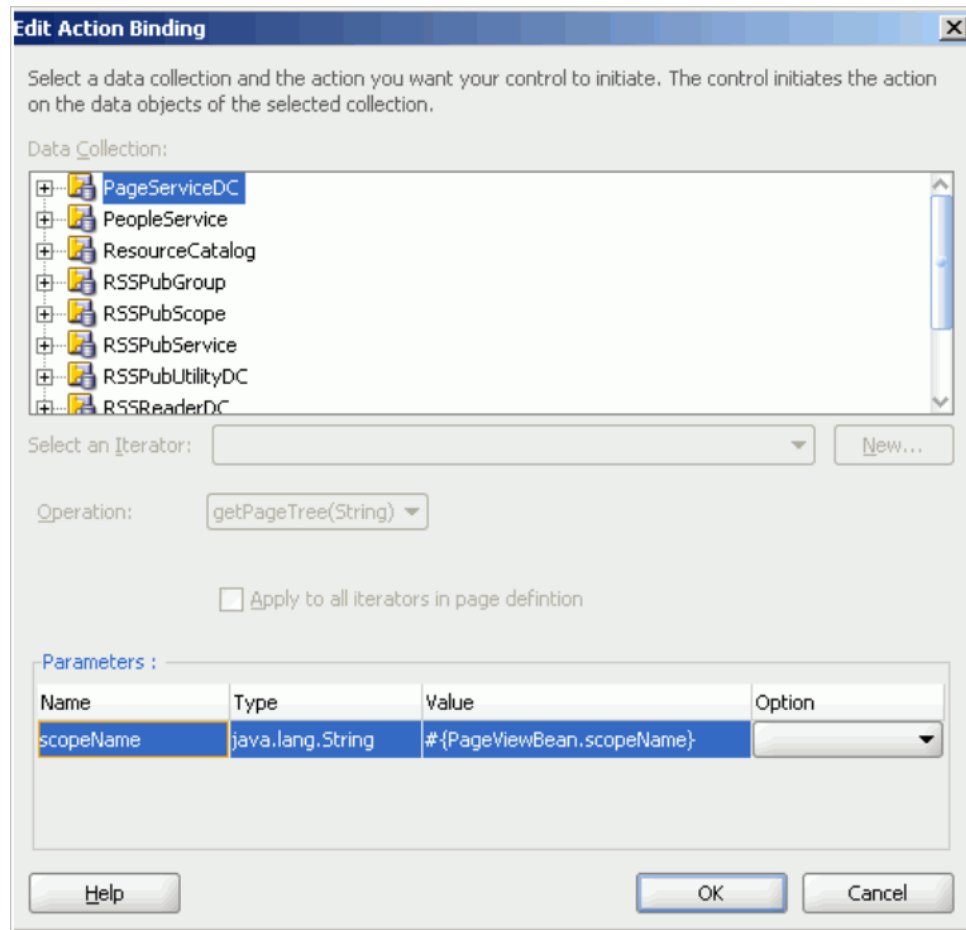 Edit Action Binding
Select a data collection and the action you want your control to initiate. The control initiates the action
on the data objects of the selected collection.
Data Collection:
PageServiceDC
PeopleService
ResourceCatalog
RSSPubGroup
RSSPubScope
RSSPubService
RSSPubUtilityDC
RSSReaderDC
Select an Iterator: New...
Operation: getPageTree(String)
Apply to all iterators in page defintion
Parameters :
Name Type Value Option
scopeName java.lang.String #{PageViewBean.scopeName}
Help OK Cancel